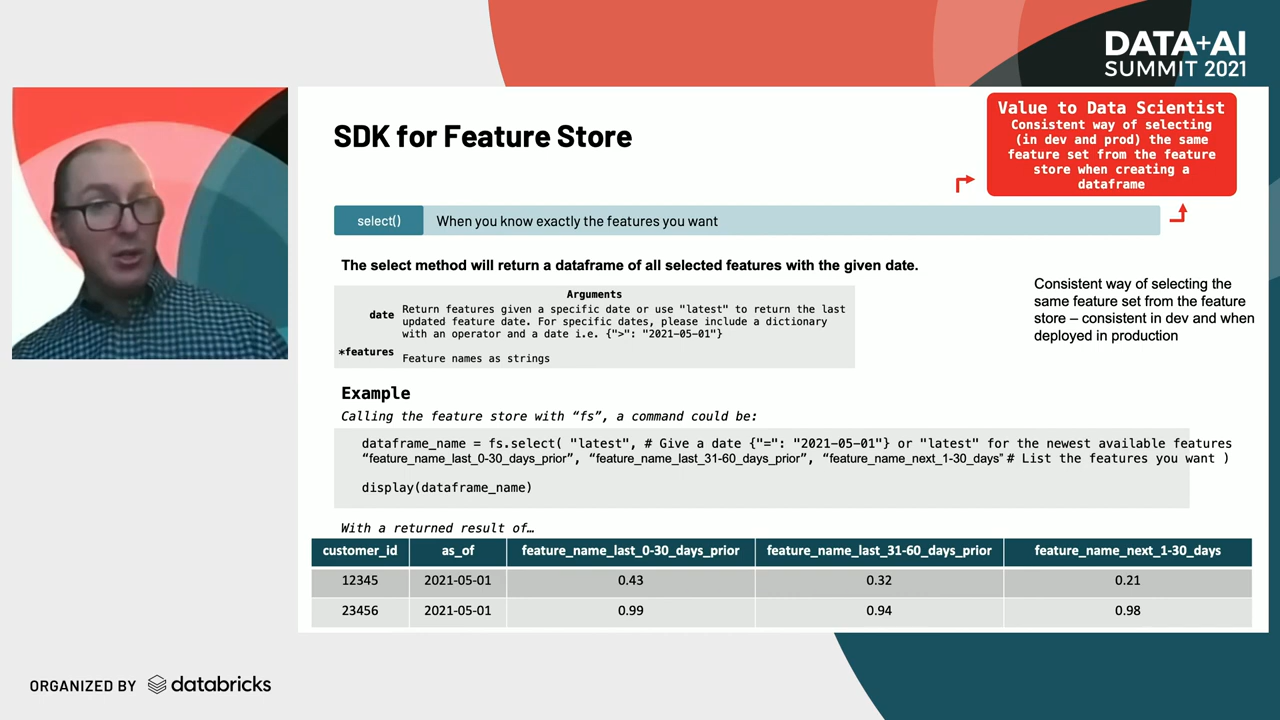 DATA+AI
SUMMIT 2021
SDK for Feature Store
Value to Data Scientist
Consistent way of selecting
(in dev and prod) the same
feature set from the feature
store when creating a
dataframe
select()
When you know exactly the features you want
The select method will return a dataframe of all selected features with the given date.
Arguments
date
Return features given a specific date or use "latest" to return the last
updated feature date. For specific dates, please include a dictionary
with an operator and a date i.e. {">": "2021-05-01"}
*features
Feature names as strings
Consistent way of selecting the
same feature set from the feature
store – consistent in dev and when
deployed in production
Example
Calling the feature store with “fs”, a command could be:
dataframe_name = fs.select( "latest", # Give a date {"=": "2021-05-01"} or "latest" for the newest available features
“feature_name_last_0-30_days_prior”, “feature_name_last_31-60_days_prior”, “feature_name_next_1-30_days” # List the features you want )
display(dataframe_name)
With a returned result of…
customer_id as_of feature_name_last_0-30_days_prior feature_name_last_31-60_days_prior feature_name_next_1-30_days
12345 2021-05-01 0.43 0.32 0.21
23456 2021-05-01 0.99 0.94 0.98
ORGANIZED BY databricks